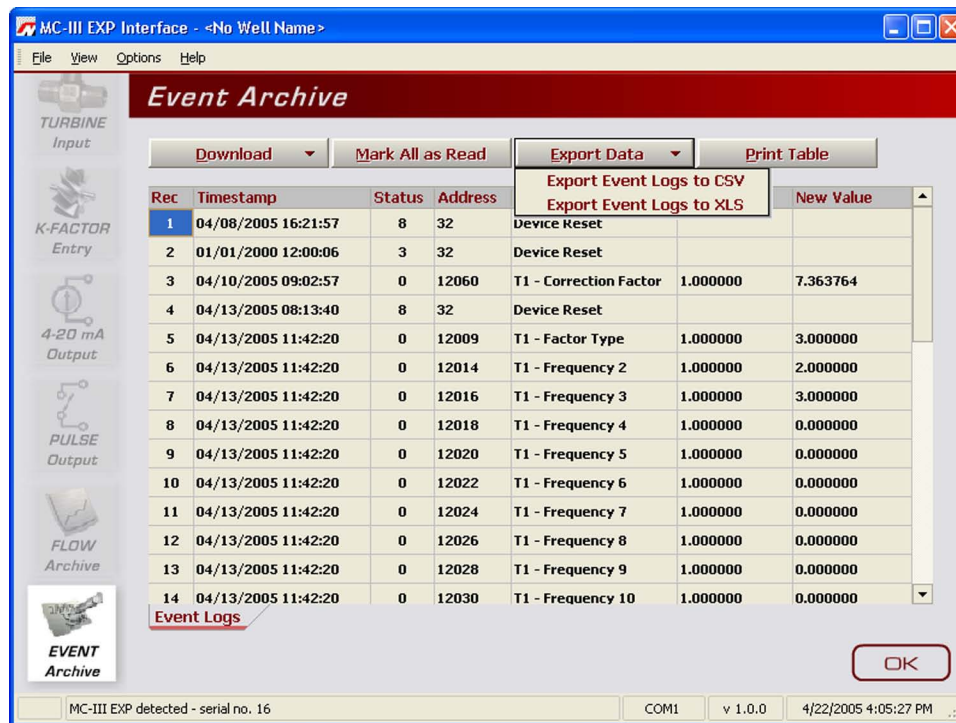 MC-III EXP Interface - <No Well Name>
File View Options Help
TURBINE
Input
K-FACTOR
Entry
4-20 mA
Output
PULSE
Output
FLOW
Archive
EVENT
Archive
Event Archive
Download Mark All as Read Export Data Print Table
Export Event Logs to CSV
Export Event Logs to XLS
Rec Timestamp Status Address New Value
1 04/08/2005 16:21:57 8 32 Device Reset
2 01/01/2000 12:00:06 3 32 Device Reset
3 04/10/2005 09:02:57 0 12060 T1 - Correction Factor 1.000000 7.363764
4 04/13/2005 08:13:40 8 32 Device Reset
5 04/13/2005 11:42:20 0 12009 T1 - Factor Type 1.000000 3.000000
6 04/13/2005 11:42:20 0 12014 T1 - Frequency 2 1.000000 2.000000
7 04/13/2005 11:42:20 0 12016 T1 - Frequency 3 1.000000 3.000000
8 04/13/2005 11:42:20 0 12018 T1 - Frequency 4 1.000000 0.000000
9 04/13/2005 11:42:20 0 12020 T1 - Frequency 5 1.000000 0.000000
10 04/13/2005 11:42:20 0 12022 T1 - Frequency 6 1.000000 0.000000
11 04/13/2005 11:42:20 0 12024 T1 - Frequency 7 1.000000 0.000000
12 04/13/2005 11:42:20 0 12026 T1 - Frequency 8 1.000000 0.000000
13 04/13/2005 11:42:20 0 12028 T1 - Frequency 9 1.000000 0.000000
14 04/13/2005 11:42:20 0 12030 T1 - Frequency 10 1.000000 0.000000
Event Logs
OK
MC-III EXP detected - serial no. 16 COM1 v 1.0.0 4/22/2005 4:05:27 PM